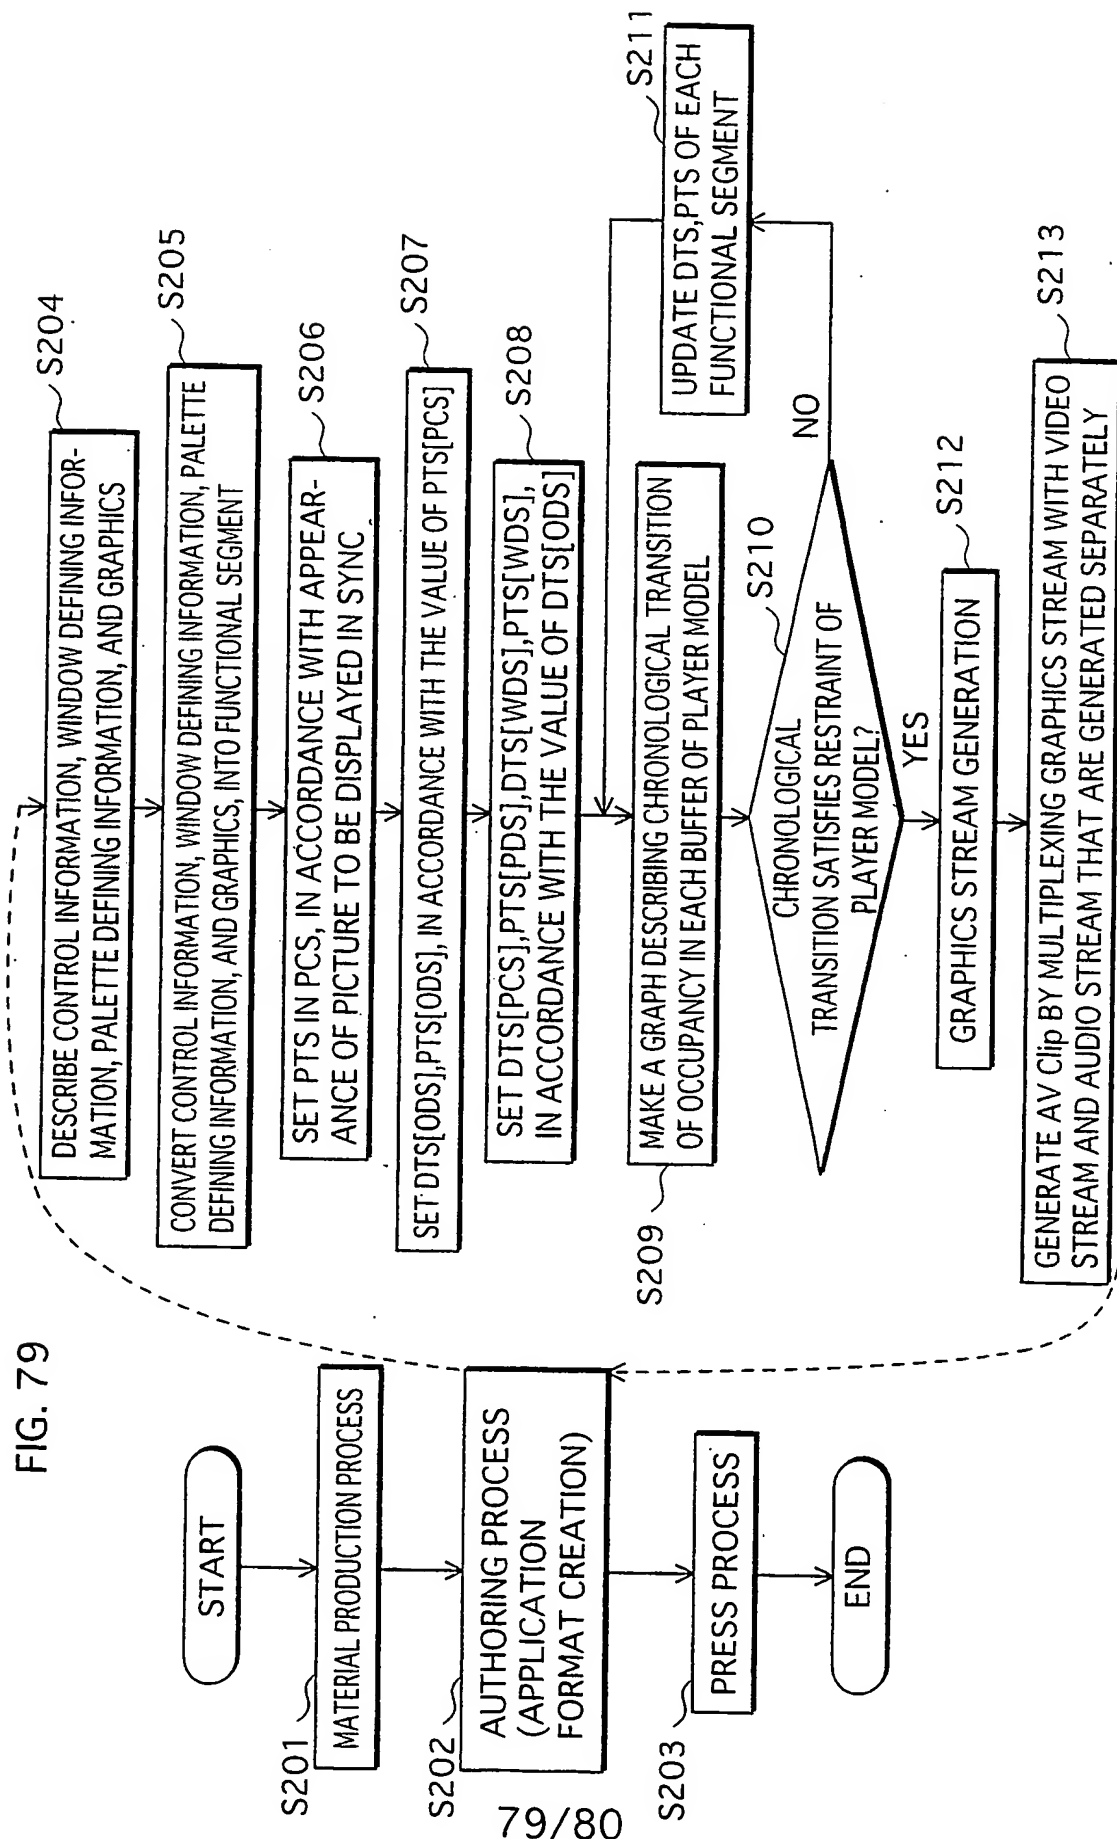 FIG. 79
START
S201
MATERIAL PRODUCTION PROCESS
S202
AUTHORING PROCESS
(APPLICATION
FORMAT CREATION)
S203
PRESS PROCESS
END
S204
DESCRIBE CONTROL INFORMATION, WINDOW DEFINING INFOR-
MATION, PALETTE DEFINING INFORMATION, AND GRAPHICS
S205
CONVERT CONTROL INFORMATION, WINDOW DEFINING INFORMATION, PALETTE
DEFINING INFORMATION, AND GRAPHICS, INTO FUNCTIONAL SEGMENT
S206
SET PTS IN PCS, IN ACCORDANCE WITH APPEAR-
ANCE OF PICTURE TO BE DISPLAYED IN SYNC
S207
SET DTS[ODS],PTS[ODS], IN ACCORDANCE WITH THE VALUE OF PTS[PCS]
S208
SET DTS[PCS],PTS[PDS],DTS[WDS],PTS[WDS],
IN ACCORDANCE WITH THE VALUE OF DTS[ODS]
S209
MAKE A GRAPH DESCRIBING CHRONOLOGICAL TRANSITION
OF OCCUPANCY IN EACH BUFFER OF PLAYER MODEL
S210
CHRONOLOGICAL
TRANSITION SATISFIES RESTRAINT OF
PLAYER MODEL?
NO
YES
S211
UPDATE DTS,PTS OF EACH
FUNCTIONAL SEGMENT
S212
GRAPHICS STREAM GENERATION
S213
GENERATE AV Clip BY MULTIPLEXING GRAPHICS STREAM WITH VIDEO
STREAM AND AUDIO STREAM THAT ARE GENERATED SEPARATELY
79/80